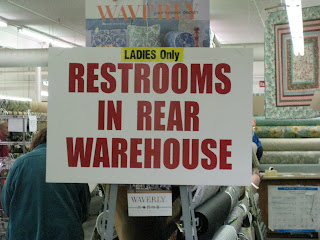 WAVERLY
LADIES Only
RESTROOMS
IN REAR
WAREHOUSE
WAVERLY